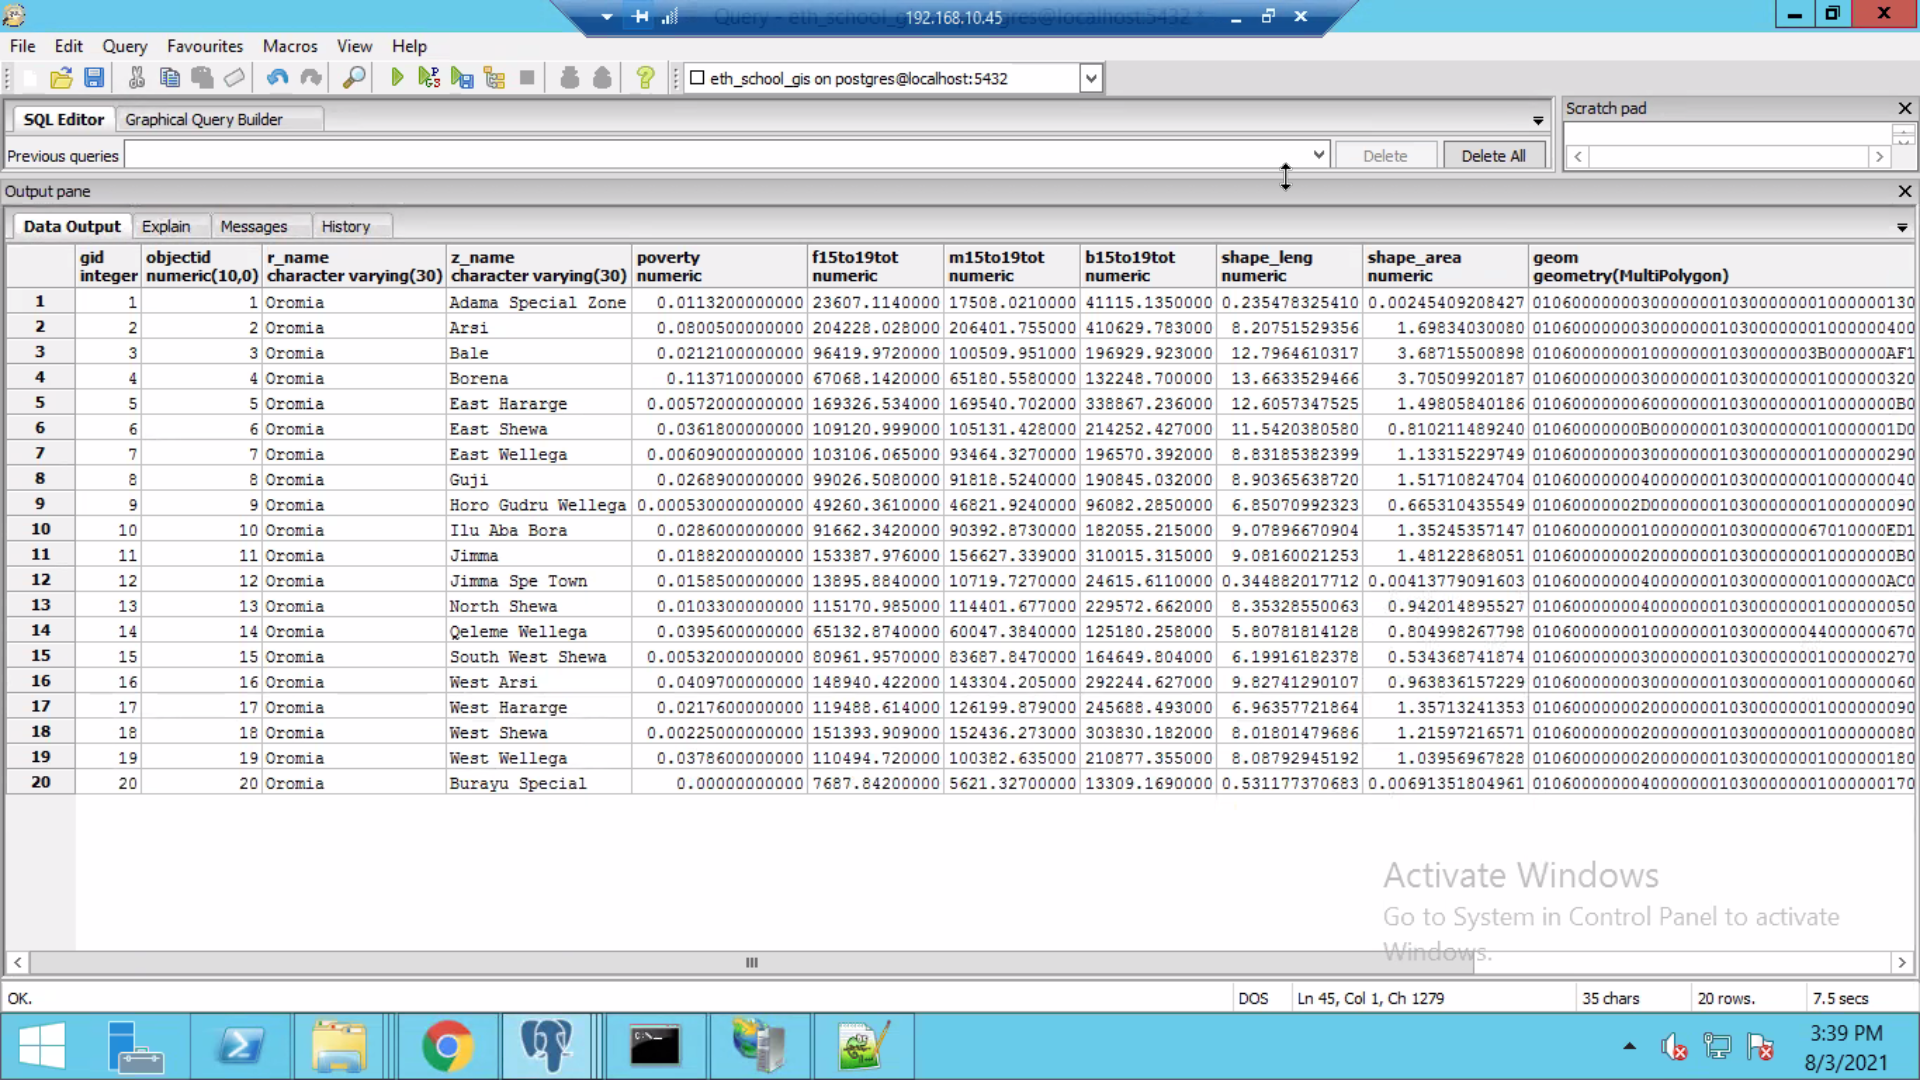 192.168.10.45
File Edit Query Favourites Macros View Help
eth_school_gis on postgres@localhost:5432
SQL Editor Graphical Query Builder Scratch pad
Previous queries Delete Delete All
Output pane
Data Output Explain Messages History
gid objectid r_name z_name poverty f15to19tot m15to19tot b15to19tot shape_leng shape_area geom
integer numeric(10,0) character varying(30) character varying(30) numeric numeric numeric numeric numeric numeric geometry(MultiPolygon)
1 1 1 Oromia Adama Special Zone 0.0113200000000 23607.1140000 17508.0210000 41115.1350000 0.235478325410 0.00245409208427
2 2 2 Oromia Arsi 0.0800500000000 204228.028000 206401.755000 410629.783000 8.20751529356 1.69834030080
3 3 3 Oromia Bale 0.0212100000000 96419.9720000 100509.951000 196929.923000 12.7964610317 3.68715500898
4 4 4 Oromia Borena 0.113710000000 67068.1420000 65180.5580000 132248.700000 13.6633529466 3.70509920187
5 5 5 Oromia East Hararge 0.00572000000000 169326.534000 169540.702000 338867.236000 12.6057347525 1.49805840186
6 6 6 Oromia East Shewa 0.0361800000000 109120.999000 105131.428000 214252.427000 11.5420380580 0.810211489240
7 7 7 Oromia East Wellega 0.00609000000000 103106.065000 93464.3270000 196570.392000 8.83185382399 1.13315229749
8 8 8 Oromia Guji 0.0268900000000 99026.5080000 91818.5240000 190845.032000 8.90365638720 1.51710824704
9 9 9 Oromia Horo Gudru Wellega 0.000530000000000 49260.3610000 46821.9240000 96082.2850000 6.85070992323 0.665310435549
10 10 10 Oromia Ilu Aba Bora 0.0286000000000 91662.3420000 90392.8730000 182055.215000 9.07896670904 1.35245357147
11 11 11 Oromia Jimma 0.0188200000000 153387.976000 156627.339000 310015.315000 9.08160021253 1.48122868051
12 12 12 Oromia Jimma Spe Town 0.0158500000000 13895.8840000 10719.7270000 24615.6110000 0.344882017712 0.00413779091603
13 13 13 Oromia North Shewa 0.0103300000000 115170.985000 114401.677000 229572.662000 8.35328550063 0.942014895527
14 14 14 Oromia Qeleme Wellega 0.0395600000000 65132.8740000 60047.3840000 125180.258000 5.80781814128 0.804998267798
15 15 15 Oromia South West Shewa 0.00532000000000 80961.9570000 83687.8470000 164649.804000 6.19916182378 0.534368741874
16 16 16 Oromia West Arsi 0.0409700000000 148940.422000 143304.205000 292244.627000 9.82741290107 0.963836157229
17 17 17 Oromia West Hararge 0.0217600000000 119488.614000 126199.879000 245688.493000 6.96357721864 1.35713241353
18 18 18 Oromia West Shewa 0.00225000000000 151393.909000 152436.273000 303830.182000 8.01801479686 1.21597216571
19 19 19 Oromia West Wellega 0.0378600000000 110494.720000 100382.635000 210877.355000 8.08792945192 1.03956967828
20 20 20 Oromia Burayu Special 0.00000000000 7687.84200000 5621.32700000 13309.1690000 0.531177370683 0.00691351804961
Activate Windows
Go to System in Control Panel to activate
Windows.
OK. DOS Ln 45, Col 1, Ch 1279 35 chars 20 rows. 7.5 secs
3:39 PM
8/3/2021